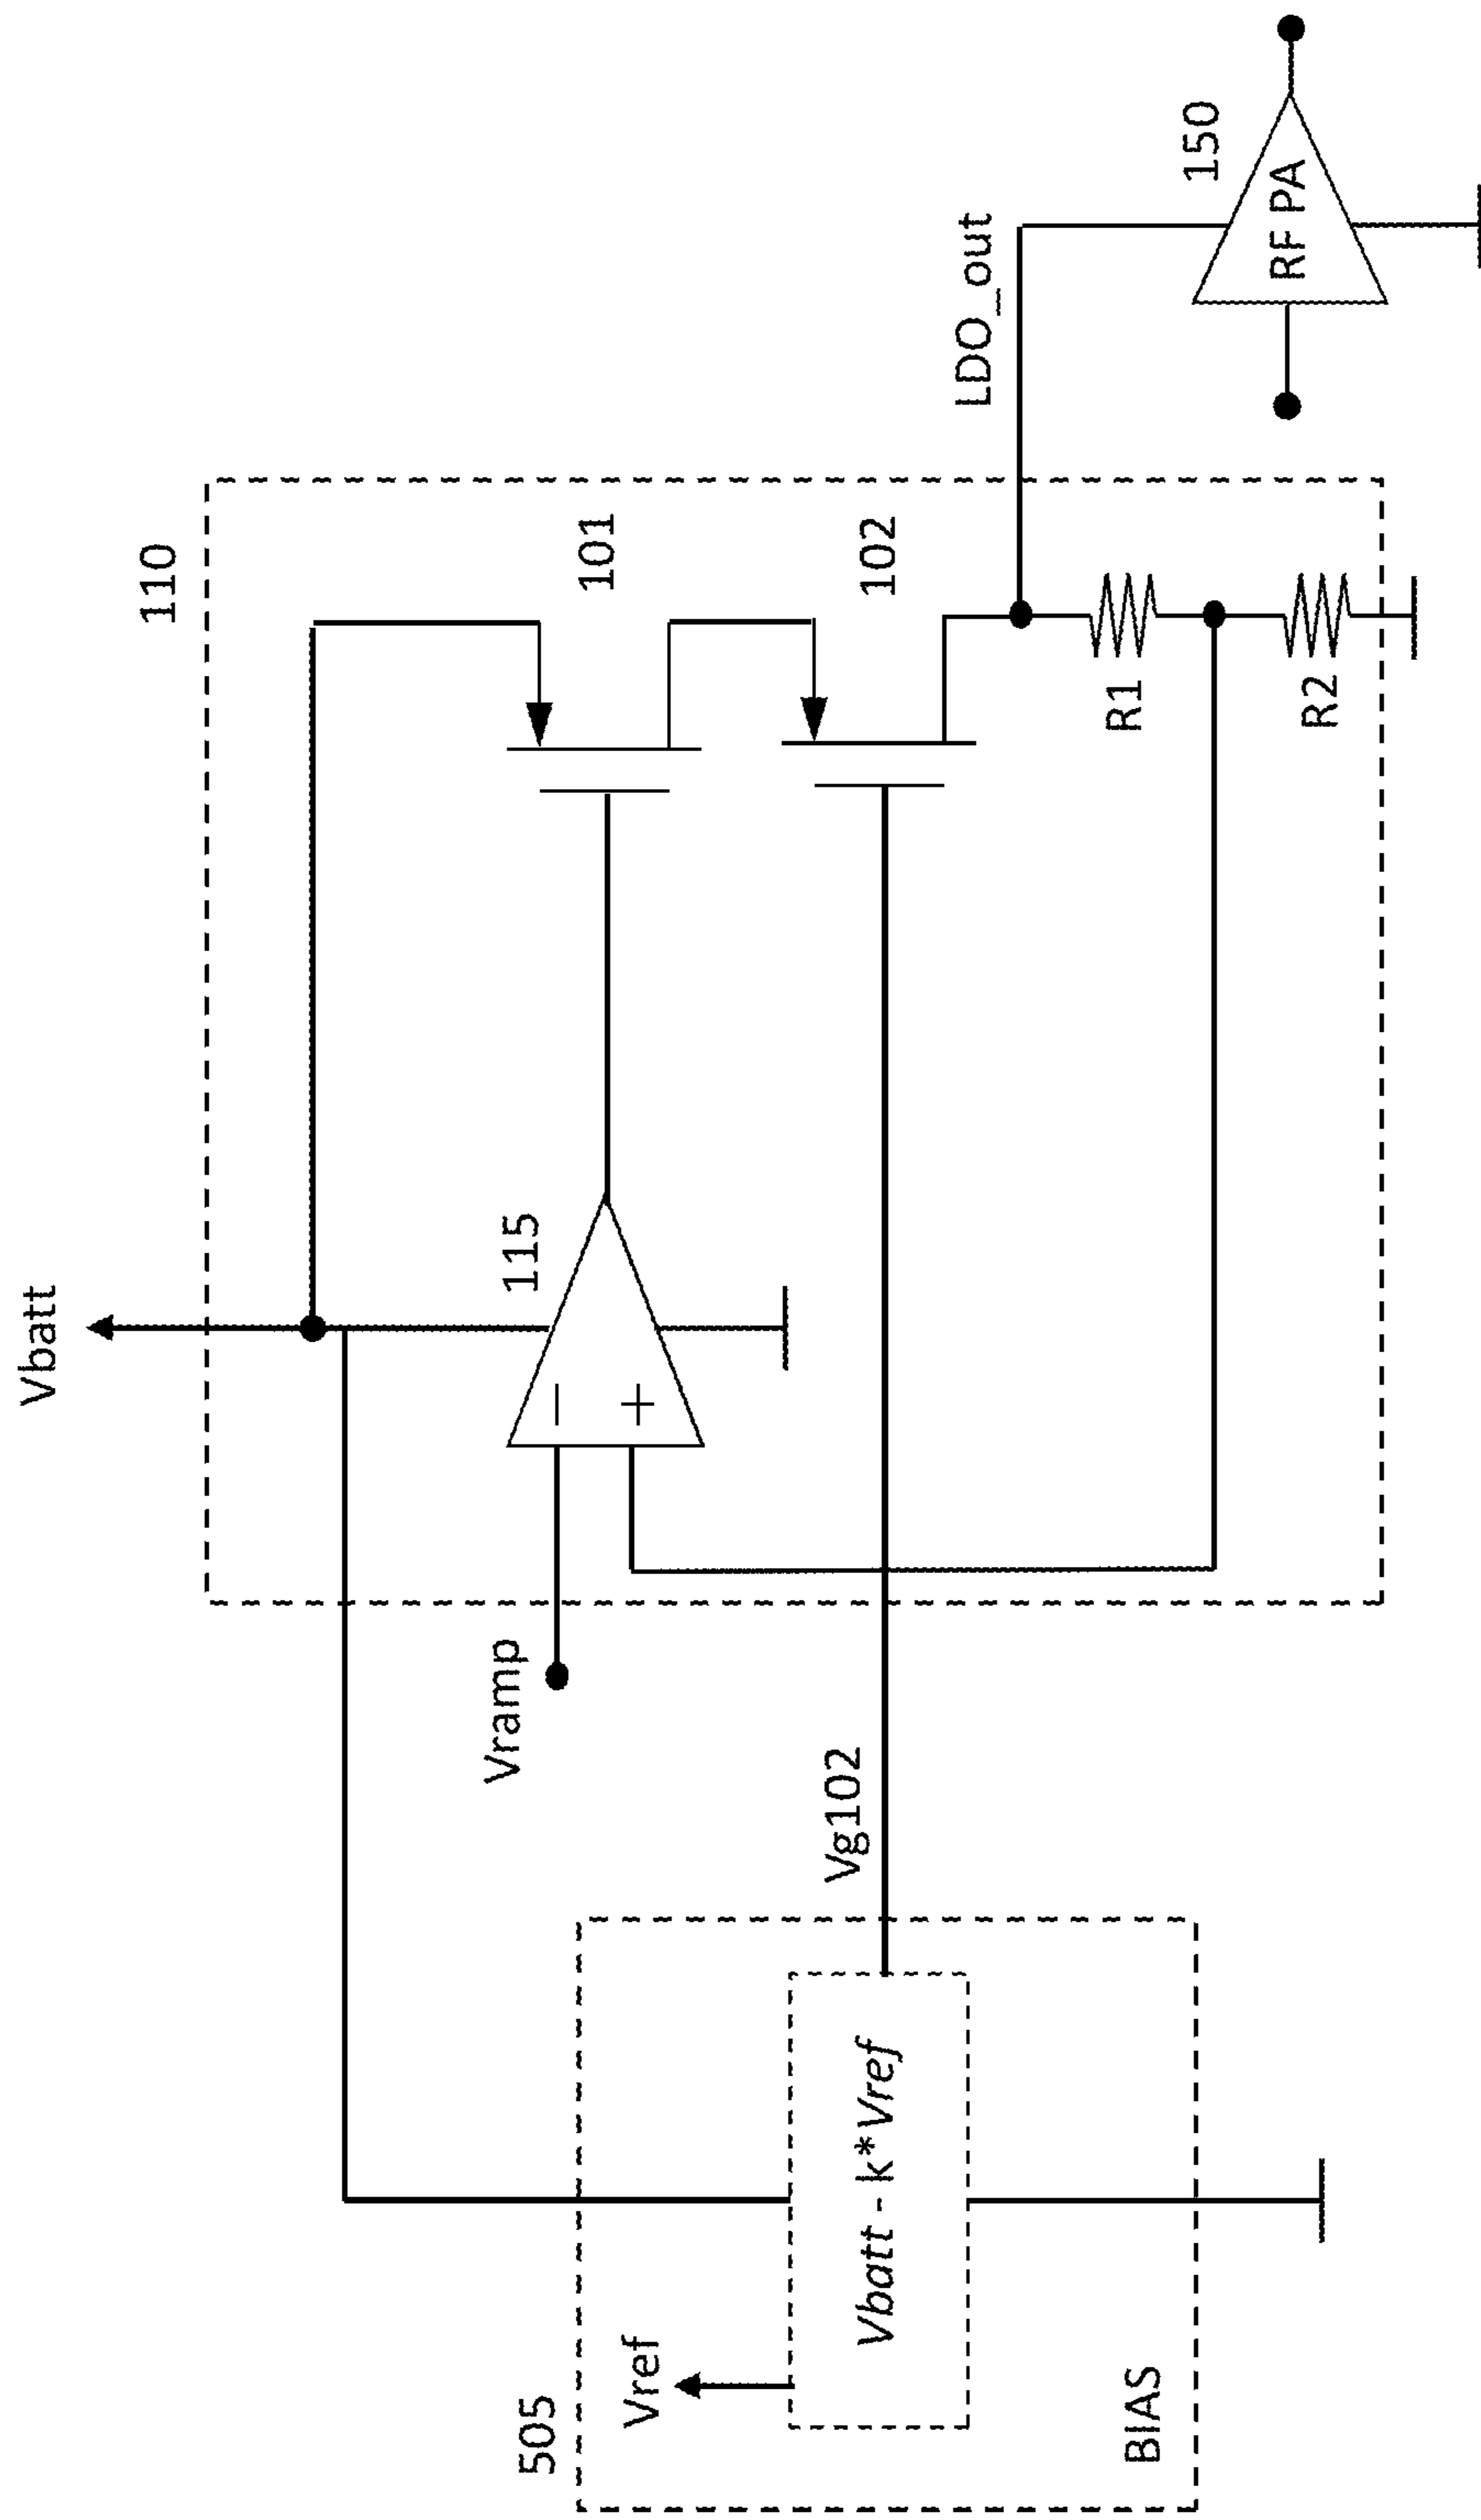 Vbatt
110
115
101
102
LDO_out
150
RF PA
Vramp
−
+
Vg102
R1
R2
505
Vref
Vbatt - k*Vref
BIAS